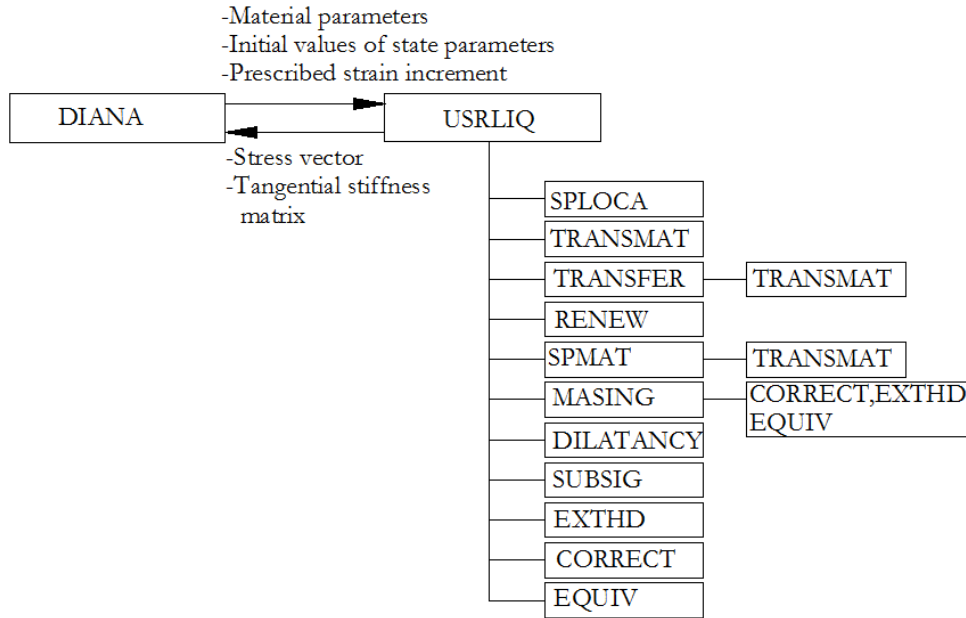 -Material parameters
-Initial values of state parameters
-Prescribed strain increment
DIANA
USRLIQ
-Stress vector
-Tangential stiffness
matrix
SPLOCA
TRANSMAT
TRANSFER
TRANSMAT
RENEW
SPMAT
TRANSMAT
MASING
CORRECT,EXTHD
EQUIV
DILATANCY
SUBSIG
EXTHD
CORRECT
EQUIV